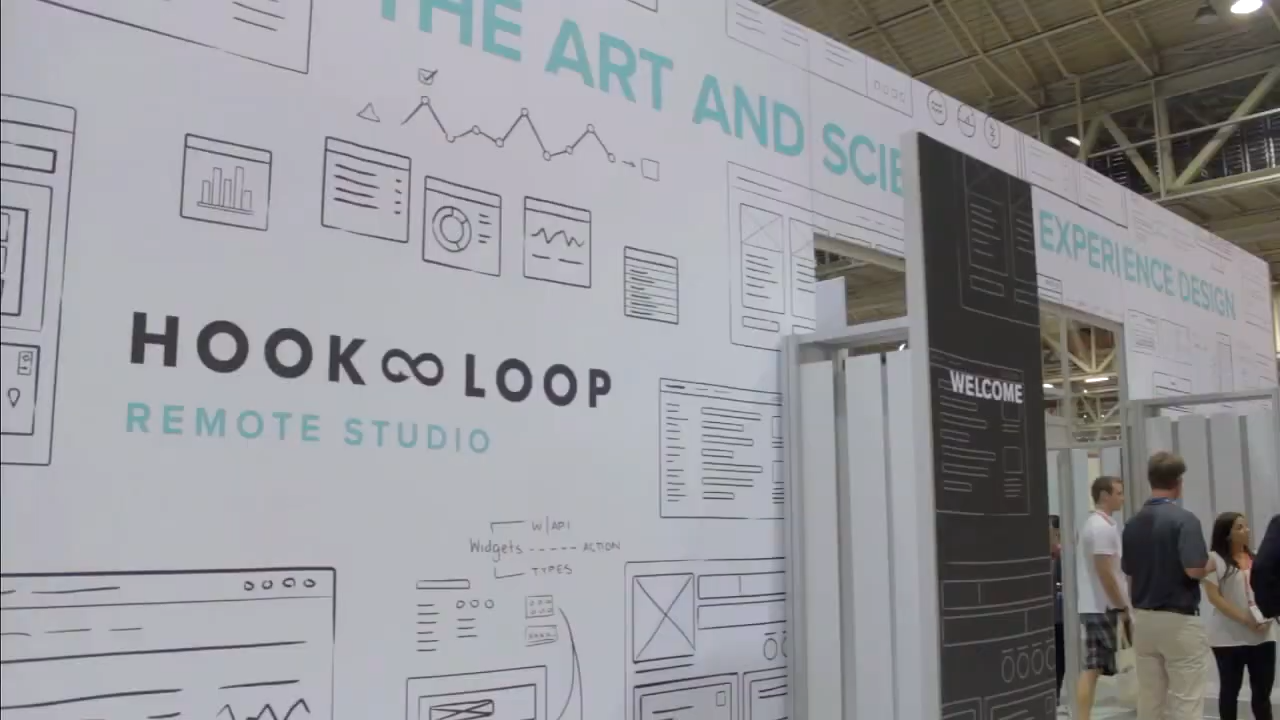 THE ART AND SCIE EXPERIENCE DESIGN
HOOK∞LOOP
REMOTE STUDIO
WELCOME
W/API
Widgets ----- ACTION
TYPES